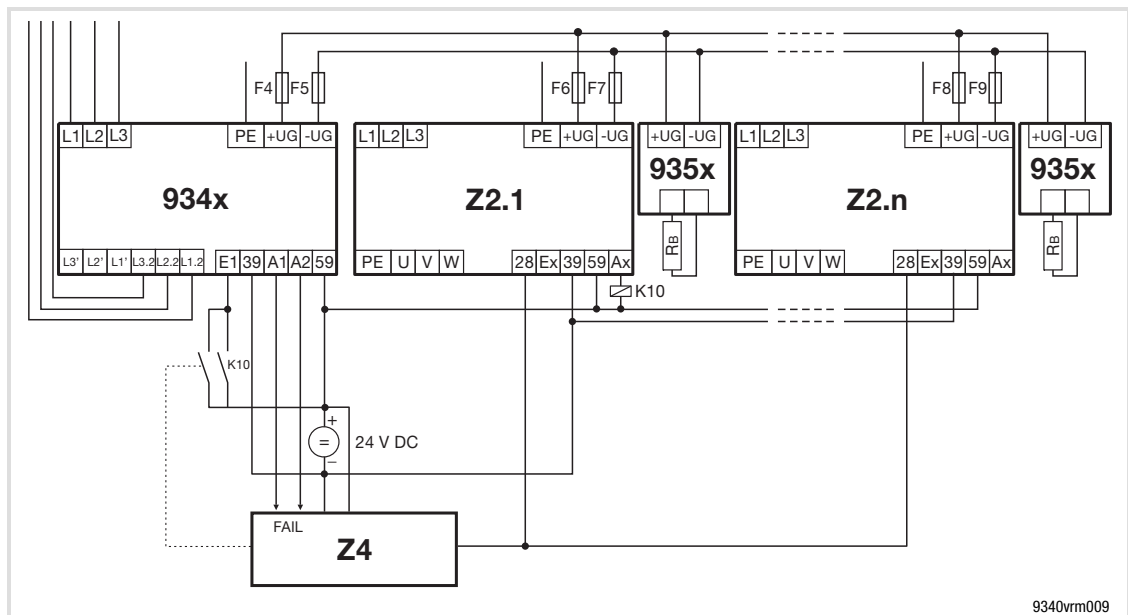 F4 F5 F6 F7 F8 F9
L1 L2 L3 PE +UG -UG
L1 L2 L3 PE +UG -UG
+UG -UG
L1 L2 L3 PE +UG -UG
+UG -UG
934x
Z2.1
935x
Z2.n
935x
L3' L2' L1' L3.2 L2.2 L1.2 E1 39 A1 A2 59
PE U V W 28 Ex 39 59 Ax
RB
PE U V W 28 Ex 39 59 Ax
RB
K10
K10
+
= 24 V DC
−
FAIL
Z4
9340vrm009